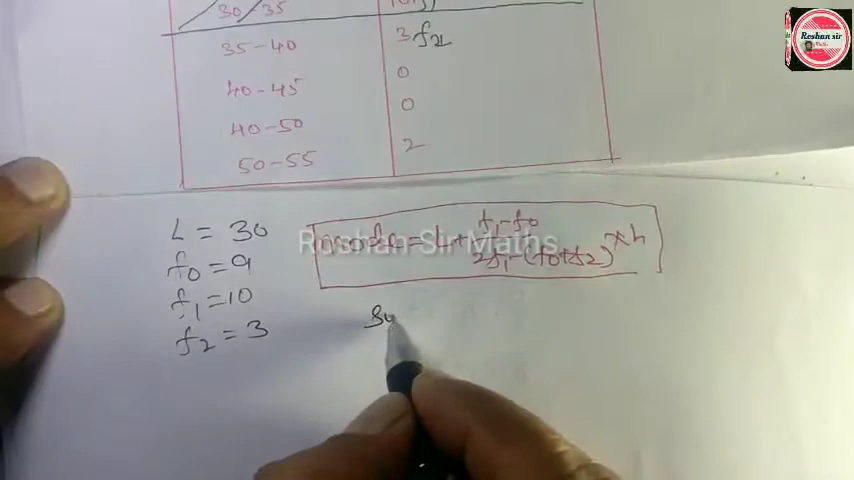 30/35
35-40 3 f2
40-45 0
40-50 0
50-55 2
L = 30
f0 = 9
f1 = 10
f2 = 3
mode = L + f1-f0 / 2f1-(f0+f2) × h
Roshan Sir Maths
Roshan sir